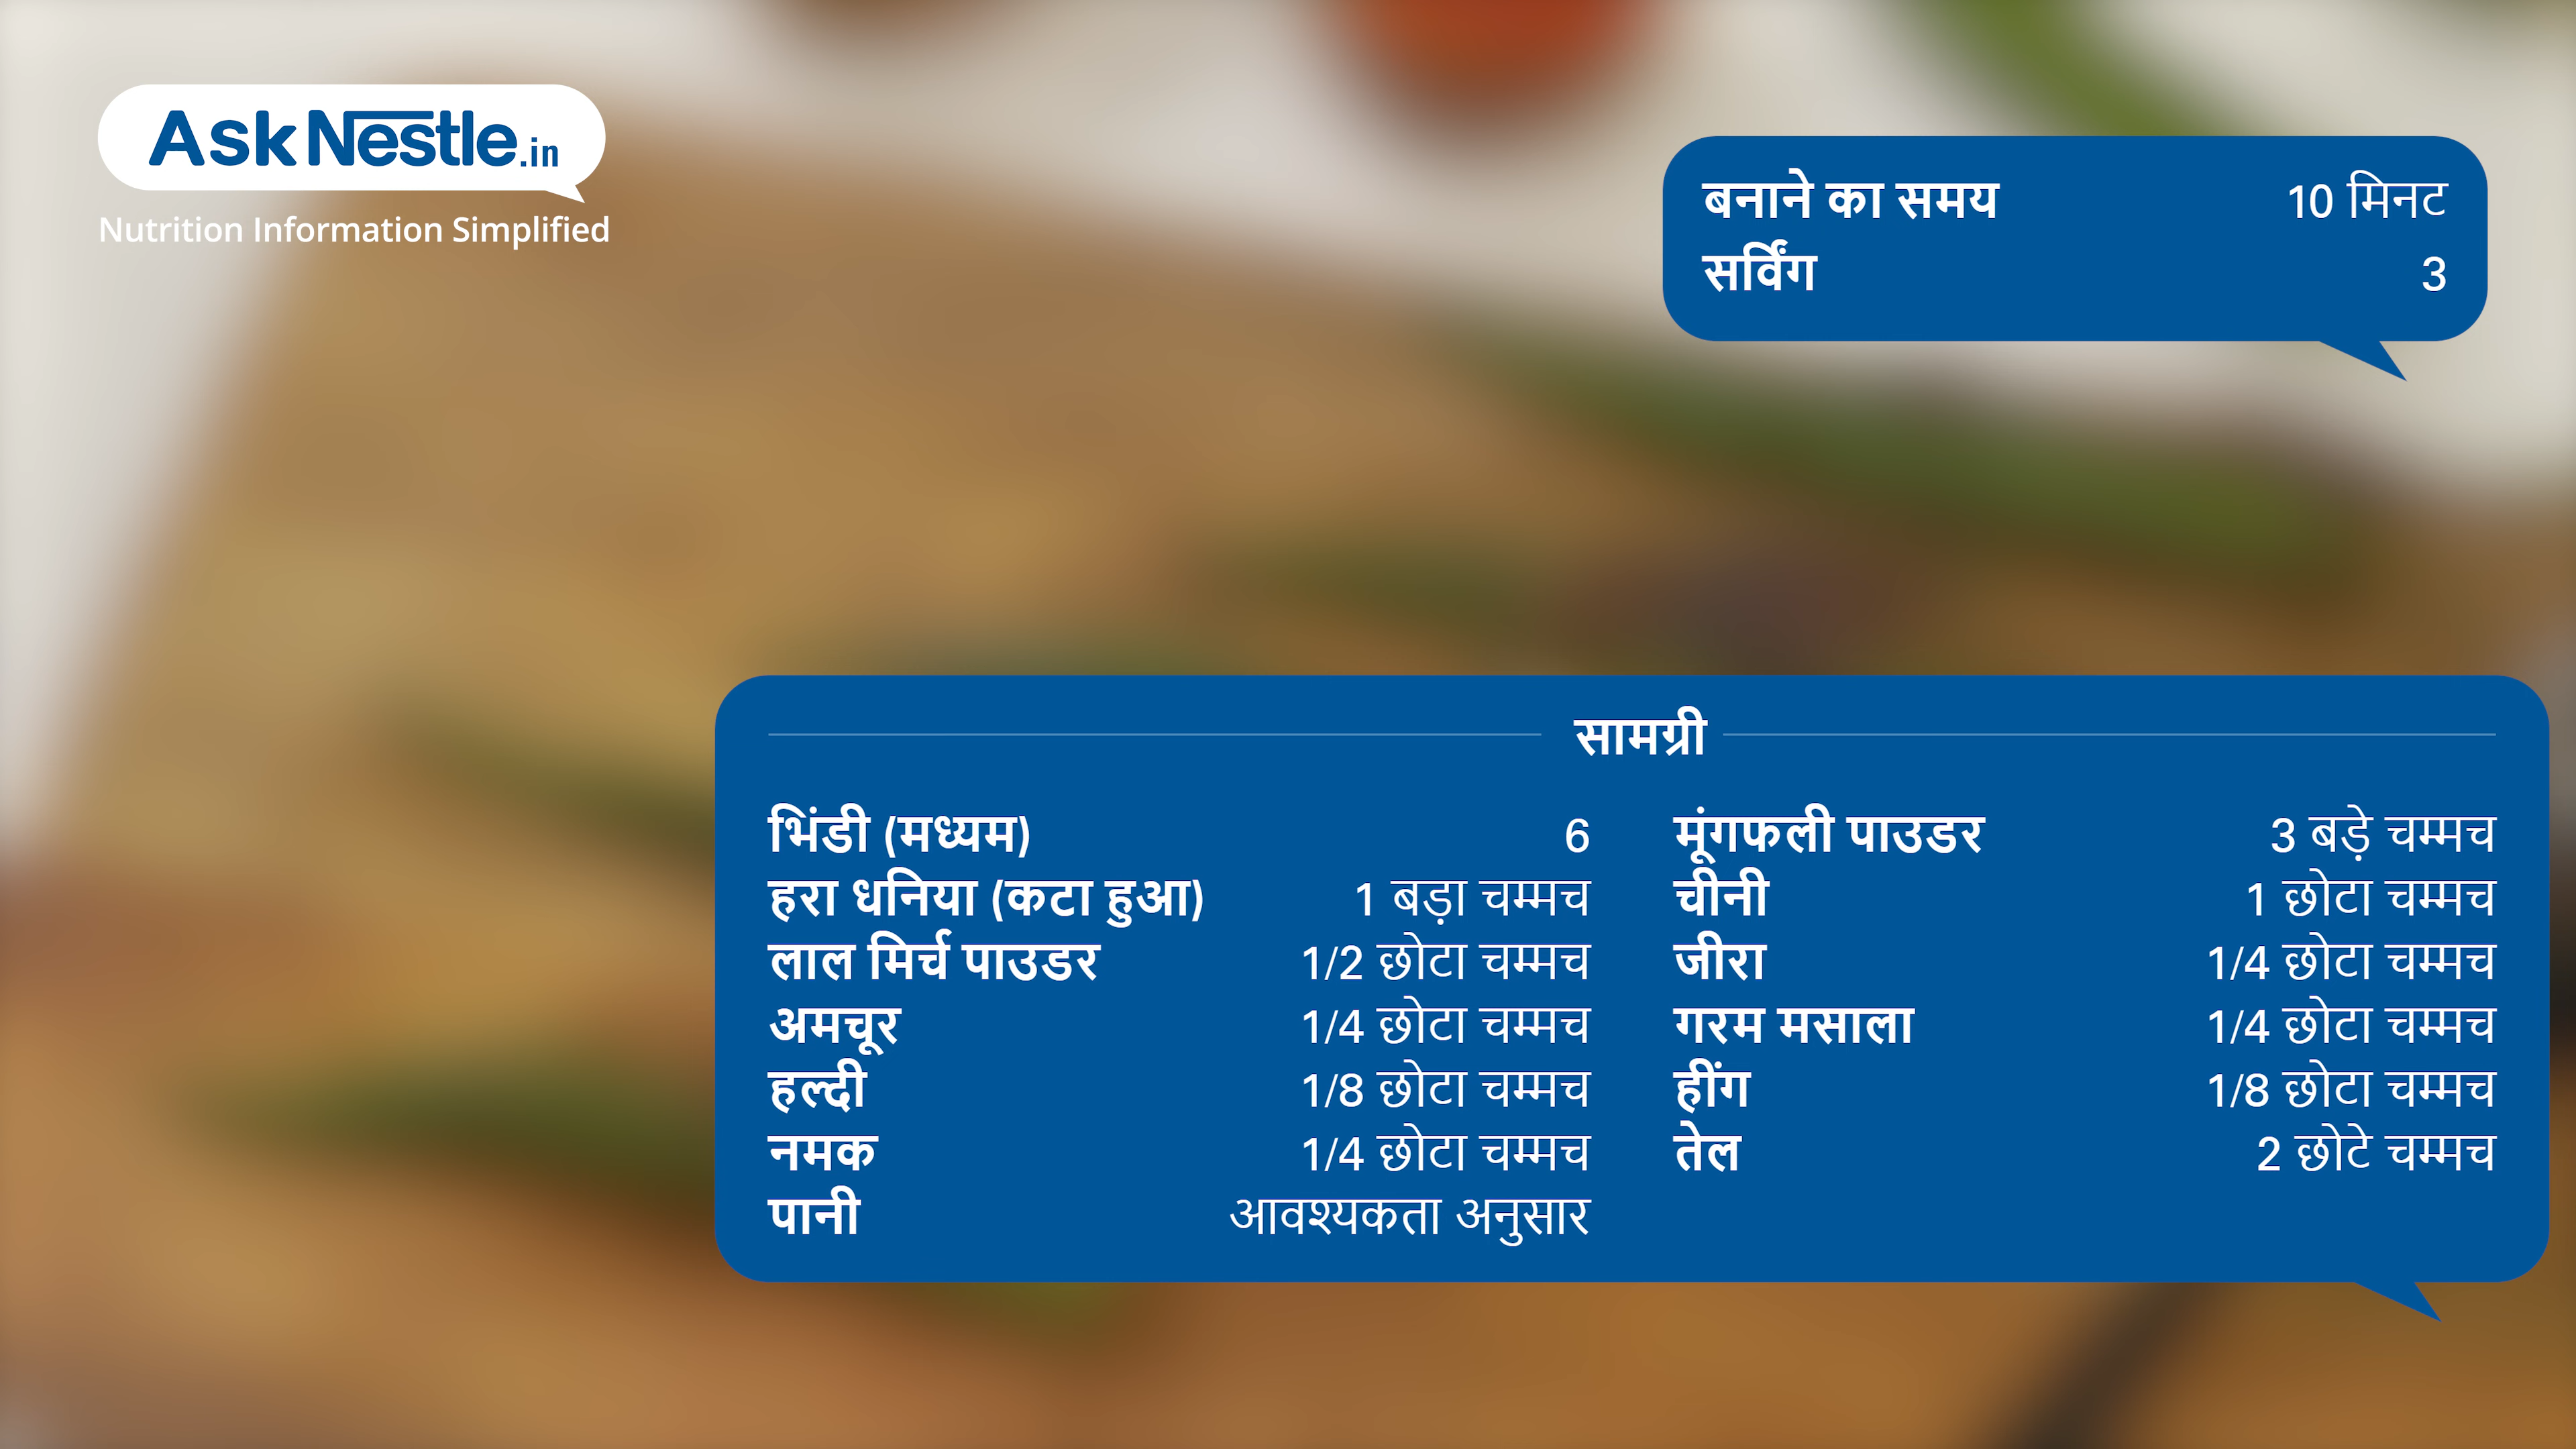 AskNestle.in
Nutrition Information Simplified
बनाने का समय 10 मिनट
सर्विंग 3
सामग्री
भिंडी (मध्यम) 6
हरा धनिया (कटा हुआ) 1 बड़ा चम्मच
लाल मिर्च पाउडर 1/2 छोटा चम्मच
अमचूर 1/4 छोटा चम्मच
हल्दी 1/8 छोटा चम्मच
नमक 1/4 छोटा चम्मच
पानी आवश्यकता अनुसार
मूंगफली पाउडर 3 बड़े चम्मच
चीनी 1 छोटा चम्मच
जीरा 1/4 छोटा चम्मच
गरम मसाला 1/4 छोटा चम्मच
हींग 1/8 छोटा चम्मच
तेल 2 छोटे चम्मच